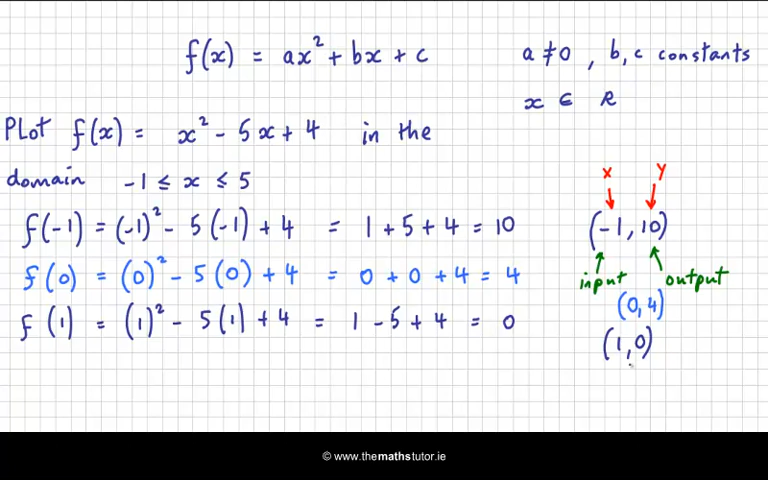 f(x) = ax² + bx + c    a ≠ 0 , b, c constants
x ∈ R
PLot f(x) = x² - 5x + 4 in the
domain -1 ≤ x ≤ 5
x    y
f(-1) = (-1)² - 5(-1) + 4 = 1 + 5 + 4 = 10    (-1, 10)
input    output
f(0) = (0)² - 5(0) + 4 = 0 + 0 + 4 = 4    (0, 4)
f(1) = (1)² - 5(1) + 4 = 1 - 5 + 4 = 0    (1, 0)
© www.themathstutor.ie